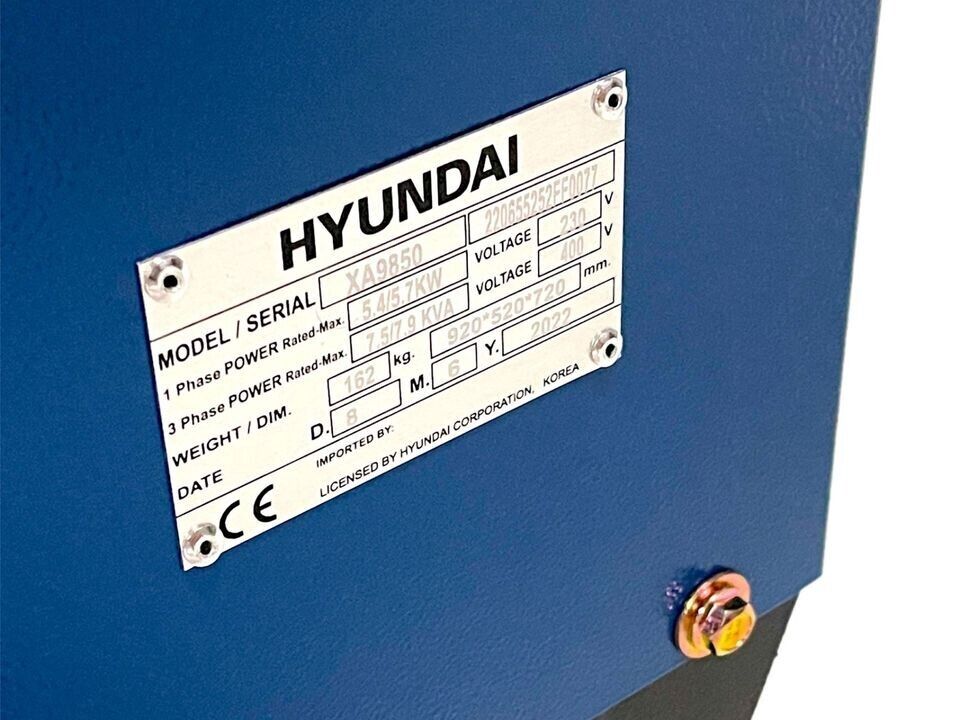 HYUNDAI
MODEL / SERIAL XA9850 220655252FF0077
1 Phase POWER Rated-Max. 5.4/5.7KW VOLTAGE 230 V
3 Phase POWER Rated-Max. 7.5/7.9 KVA VOLTAGE 400 V
WEIGHT / DIM. 162 kg. 920*520*720 mm.
DATE D. 8 M. 6 Y. 2022
IMPORTED BY:
CE LICENSED BY HYUNDAI CORPORATION, KOREA